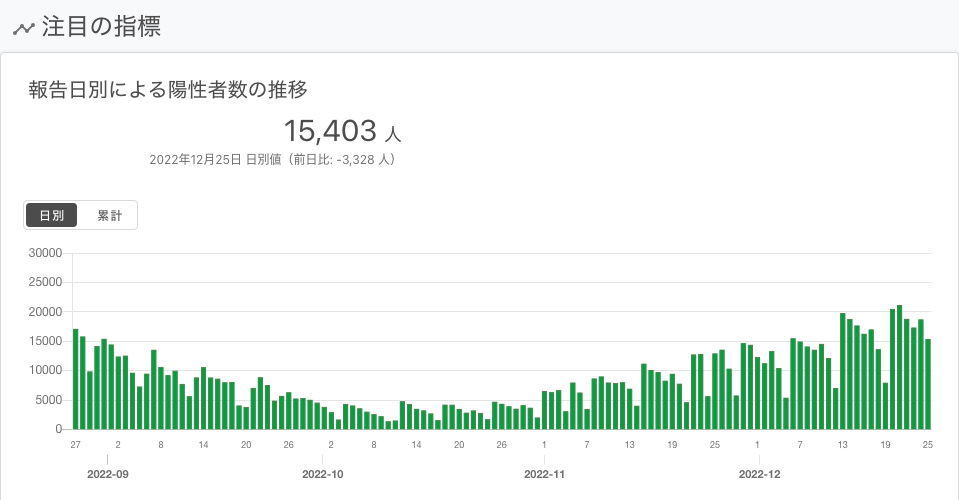 注目の指標
報告日別による陽性者数の推移
15,403 人
2022年12月25日 日別値（前日比: -3,328 人）
日別 累計
30000
25000
20000
15000
10000
5000
0
27 2 8 14 20 26 2 8 14 20 26 1 7 13 19 25 1 7 13 19 25
2022-09 2022-10 2022-11 2022-12